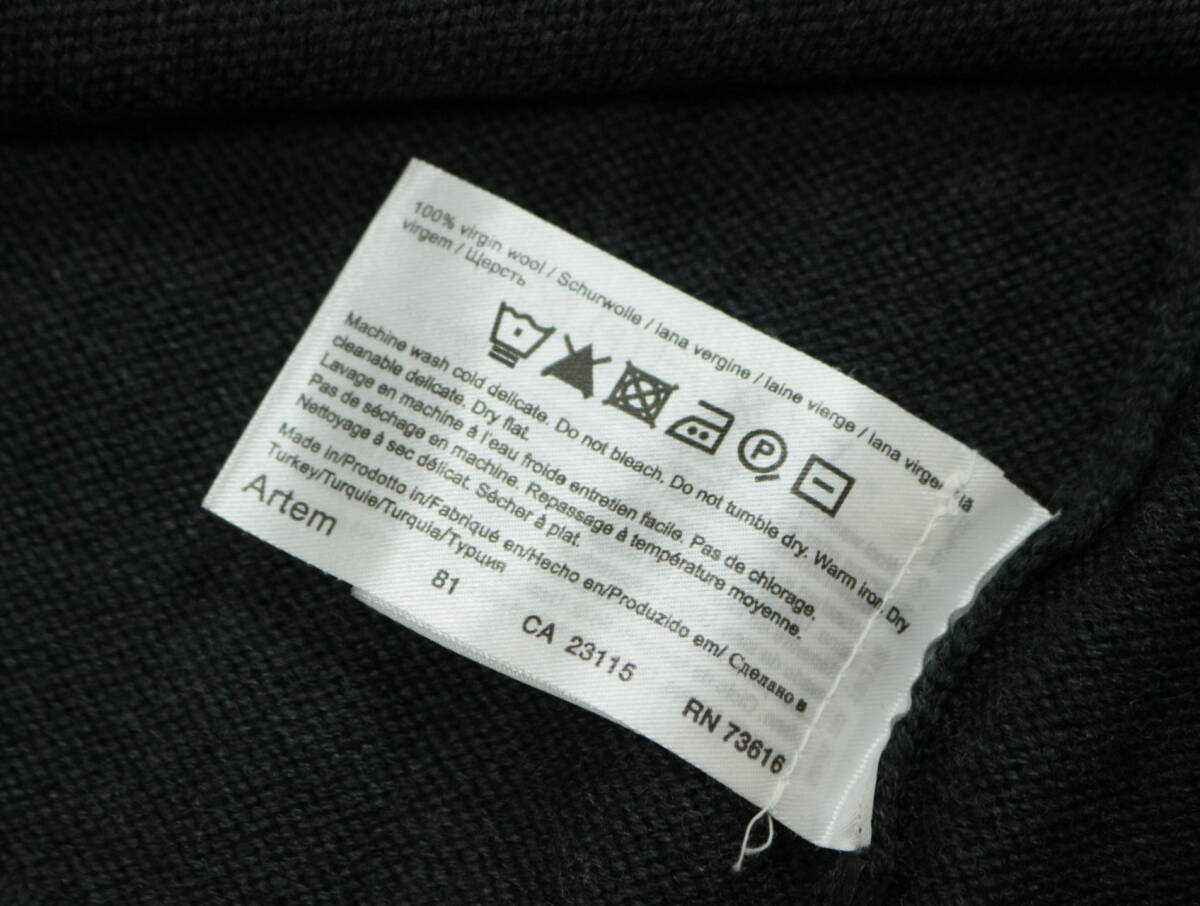 100% virgin wool / Schurwolle / lana vergine / laine vierge / lana virgen / lã
virgem / Щерсть
P
Machine wash cold delicate. Do not bleach. Do not tumble dry. Warm iron. Dry
cleanable delicate. Dry flat.
Lavage en machine à l'eau froide entretien facile. Pas de chlorage.
Pas de séchage en machine. Repassage à température moyenne.
Nettoyage à sec délicat. Sécher à plat.
Made in/Prodotto in/Fabriqué en/Hecho en/Produzido em/ Сделано в
Turkey/Turquie/Turquia/Турция
Artem
81
CA 23115
RN 73616